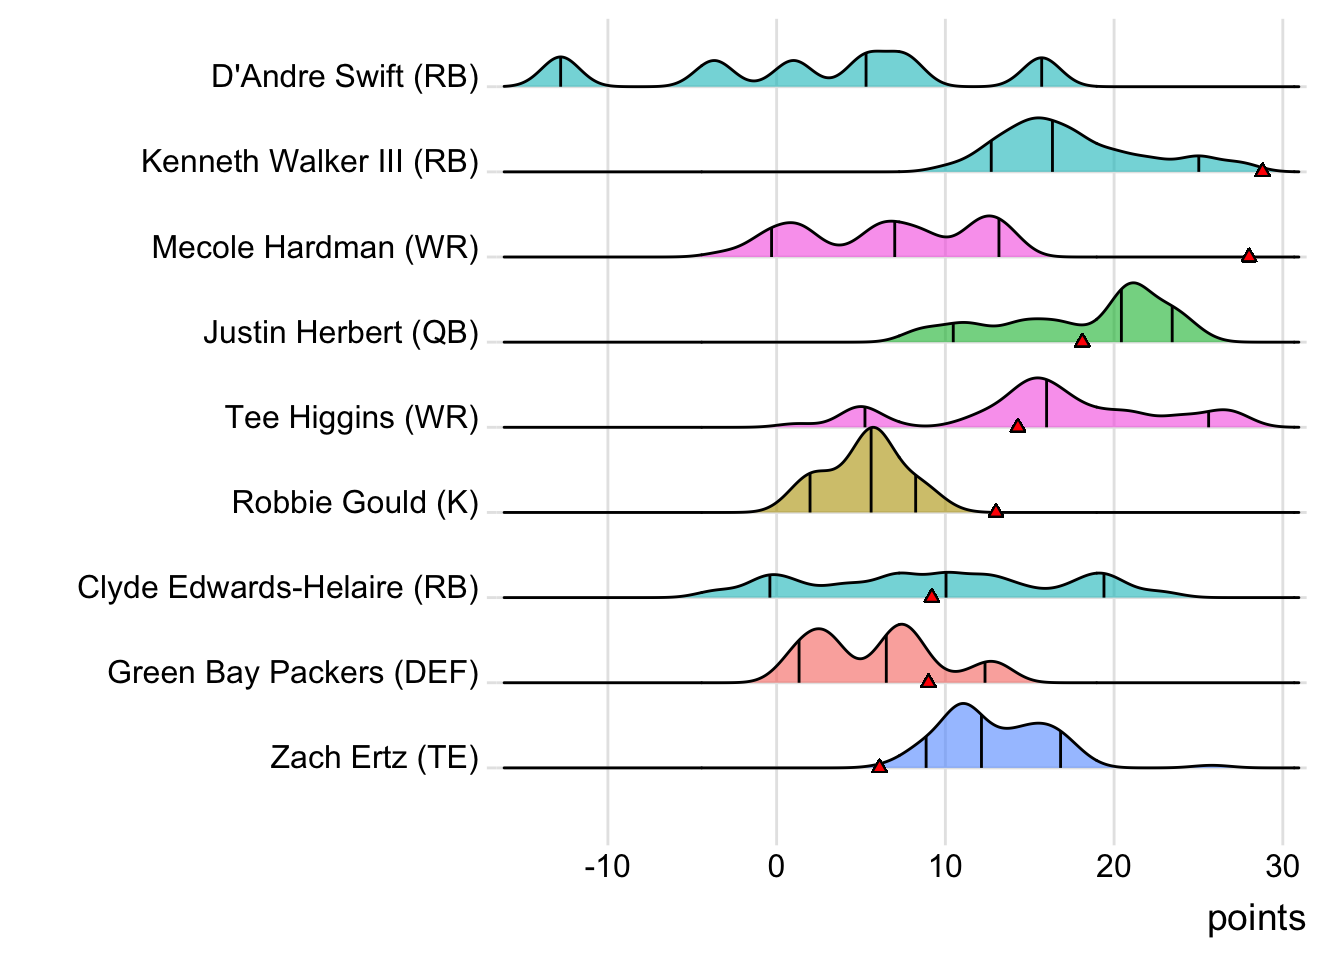 D'Andre Swift (RB)
Kenneth Walker III (RB)
Mecole Hardman (WR)
Justin Herbert (QB)
Tee Higgins (WR)
Robbie Gould (K)
Clyde Edwards-Helaire (RB)
Green Bay Packers (DEF)
Zach Ertz (TE)
-10 0 10 20 30
points